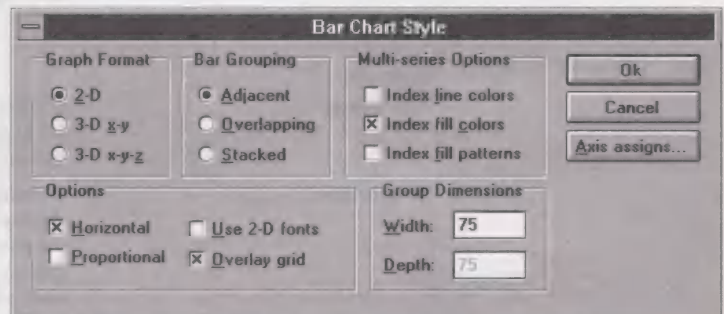 Bar Chart Style
Graph Format
2-D
3-D x-y
3-D x-y-z
Bar Grouping
Adjacent
Overlapping
Stacked
Multi-series Options
Index line colors
Index fill colors
Index fill patterns
Ok
Cancel
Axis assigns...
Options
Horizontal
Use 2-D fonts
Proportional
Overlay grid
Group Dimensions
Width: 75
Depth: 75